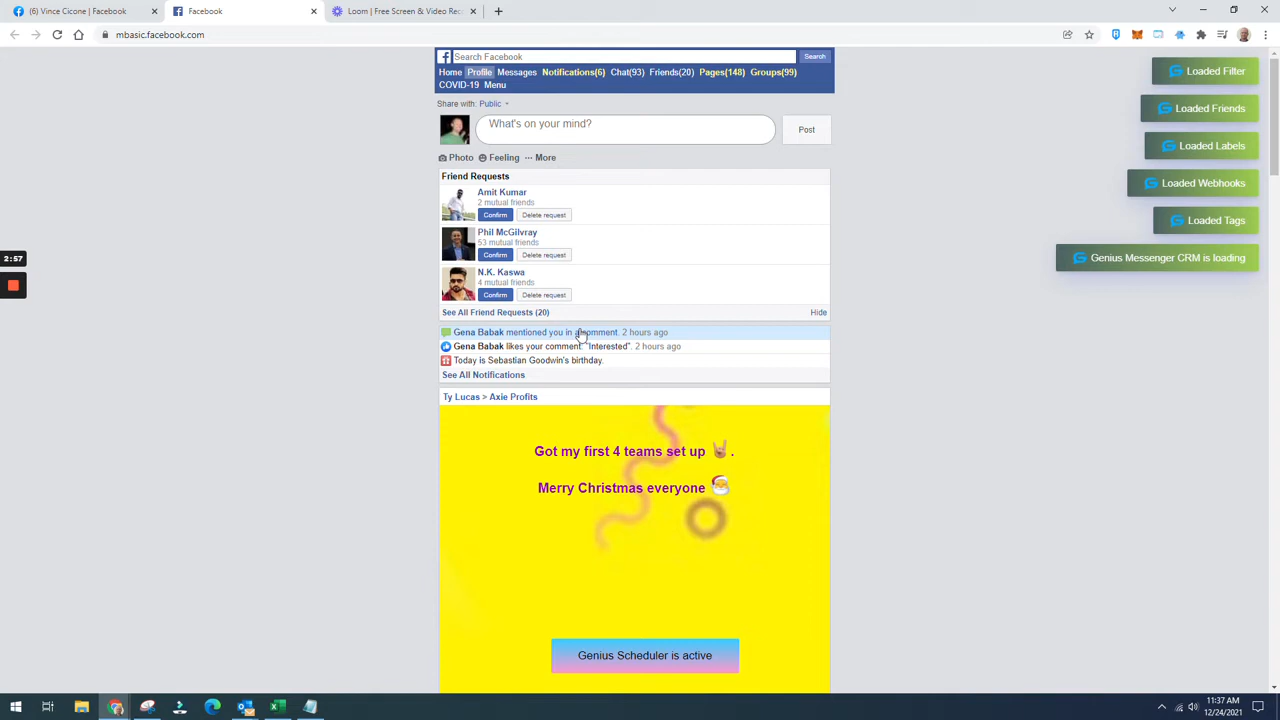 (6) Vince Cicone | Facebook
Facebook
Loom | Free Screen & Video Rec
mbasic.facebook.com
Search Facebook
Search
Home Profile Messages Notifications(6) Chat(93) Friends(20) Pages(148) Groups(99)
COVID-19 Menu
Share with: Public
What's on your mind?
Post
Photo Feeling ··· More
Friend Requests
Amit Kumar
2 mutual friends
Confirm Delete request
Phil McGilvray
53 mutual friends
Confirm Delete request
N.K. Kaswa
4 mutual friends
Confirm Delete request
See All Friend Requests (20)
Hide
Gena Babak mentioned you in a comment. 2 hours ago
Gena Babak likes your comment: "Interested". 2 hours ago
Today is Sebastian Goodwin's birthday.
See All Notifications
Ty Lucas > Axie Profits
Got my first 4 teams set up 🤘🏼 .
Merry Christmas everyone 🎅🏼
Genius Scheduler is active
Loaded Filter
Loaded Friends
Loaded Labels
Loaded Webhooks
Loaded Tags
Genius Messenger CRM is loading
2:57
11:37 AM
12/24/2021